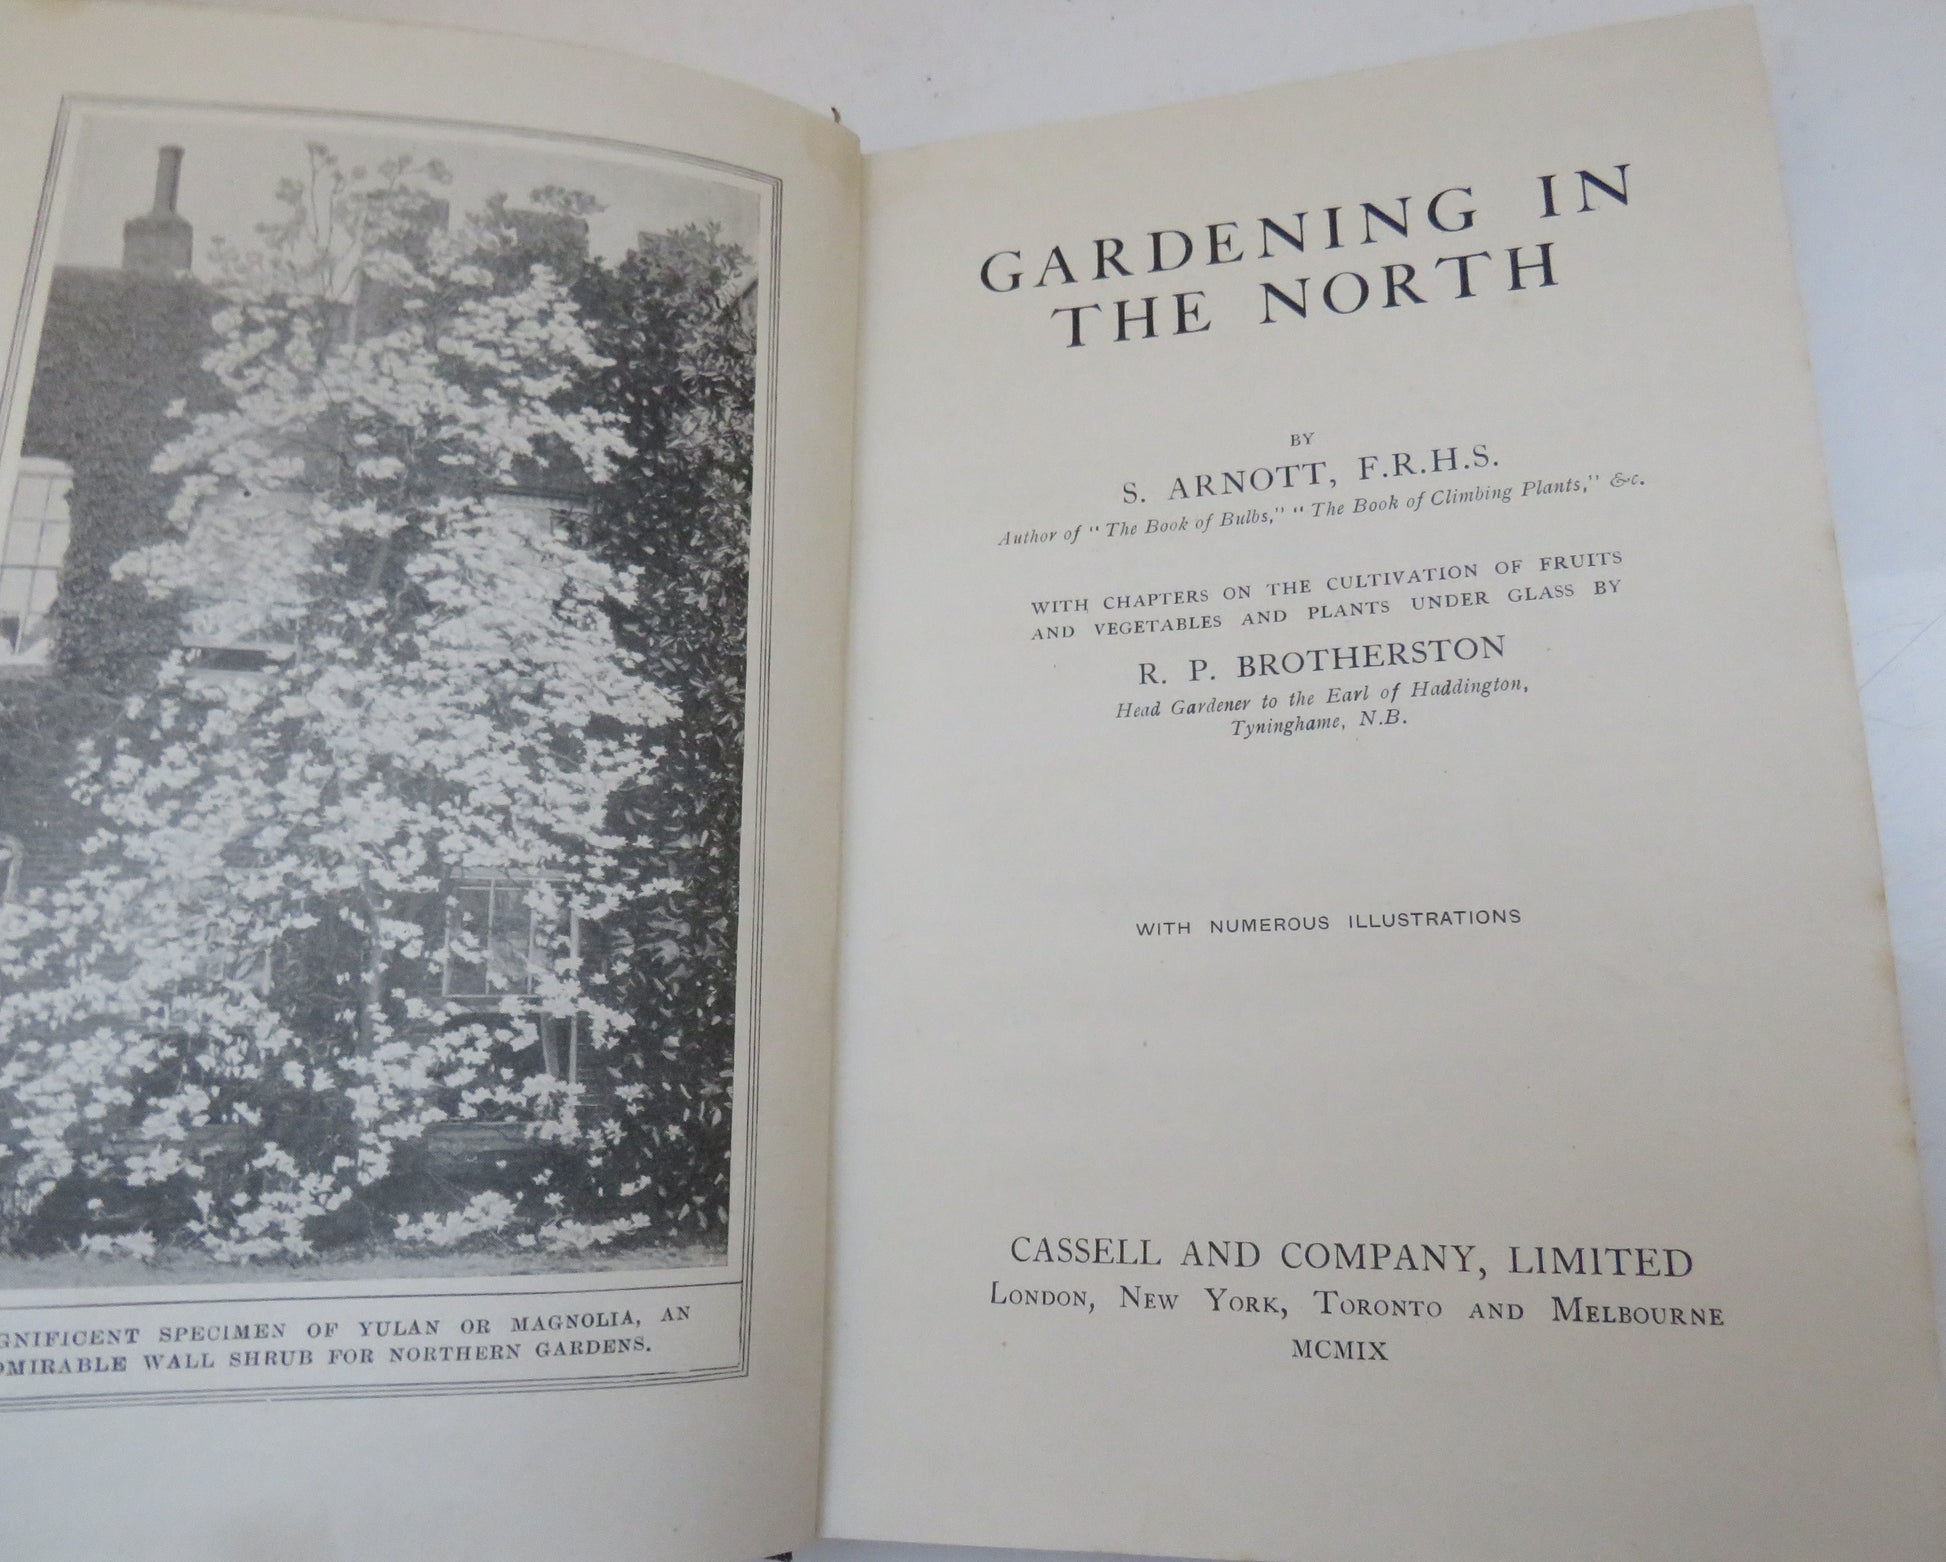 SPECIMEN OF YULAN OR MAGNOLIA, AN
WALL SHRUB FOR NORTHERN GARDENS.
GARDENING IN
THE NORTH
BY
S. ARNOTT, F.R.H.S.
Author of "The Book of Bulbs," "The Book of Climbing Plants," &c.
WITH CHAPTERS ON THE CULTIVATION OF FRUITS
AND VEGETABLES AND PLANTS UNDER GLASS BY
R. P. BROTHERSTON
Head Gardener to the Earl of Haddington,
Tyninghame, N.B.
WITH NUMEROUS ILLUSTRATIONS
CASSELL AND COMPANY, LIMITED
LONDON, NEW YORK, TORONTO AND MELBOURNE
MCMIX